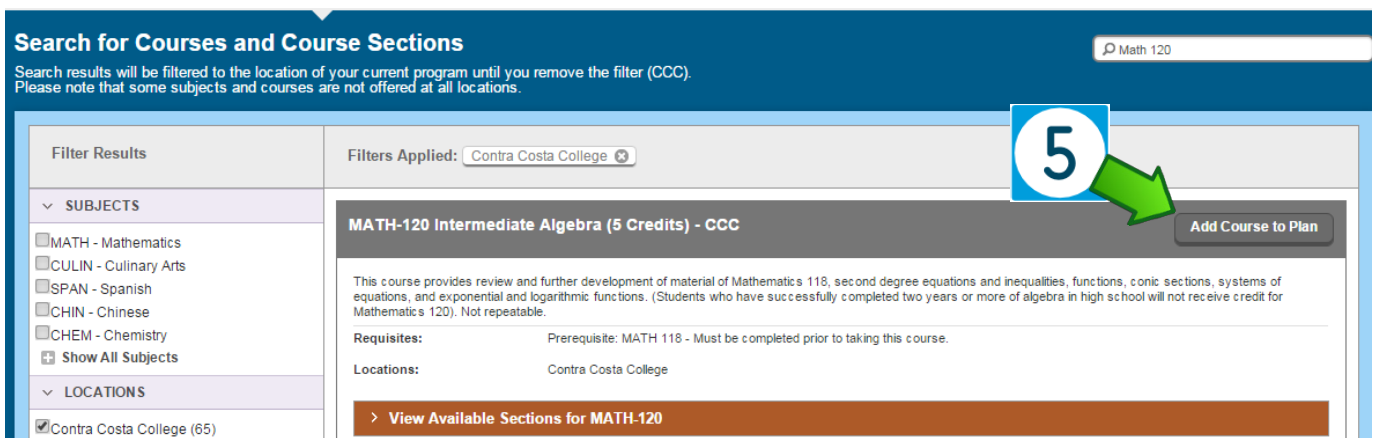 Search for Courses and Course Sections
Math 120
Search results will be filtered to the location of your current program until you remove the filter (CCC).
Please note that some subjects and courses are not offered at all locations.
Filter Results
Filters Applied: Contra Costa College
5
SUBJECTS
MATH - Mathematics
CULIN - Culinary Arts
SPAN - Spanish
CHIN - Chinese
CHEM - Chemistry
Show All Subjects
LOCATIONS
Contra Costa College (65)
MATH-120 Intermediate Algebra (5 Credits) - CCC
Add Course to Plan
This course provides review and further development of material of Mathematics 118, second degree equations and inequalities, functions, conic sections, systems of
equations, and exponential and logarithmic functions. (Students who have successfully completed two years or more of algebra in high school will not receive credit for
Mathematics 120). Not repeatable.
Requisites: Prerequisite: MATH 118 - Must be completed prior to taking this course.
Locations: Contra Costa College
View Available Sections for MATH-120